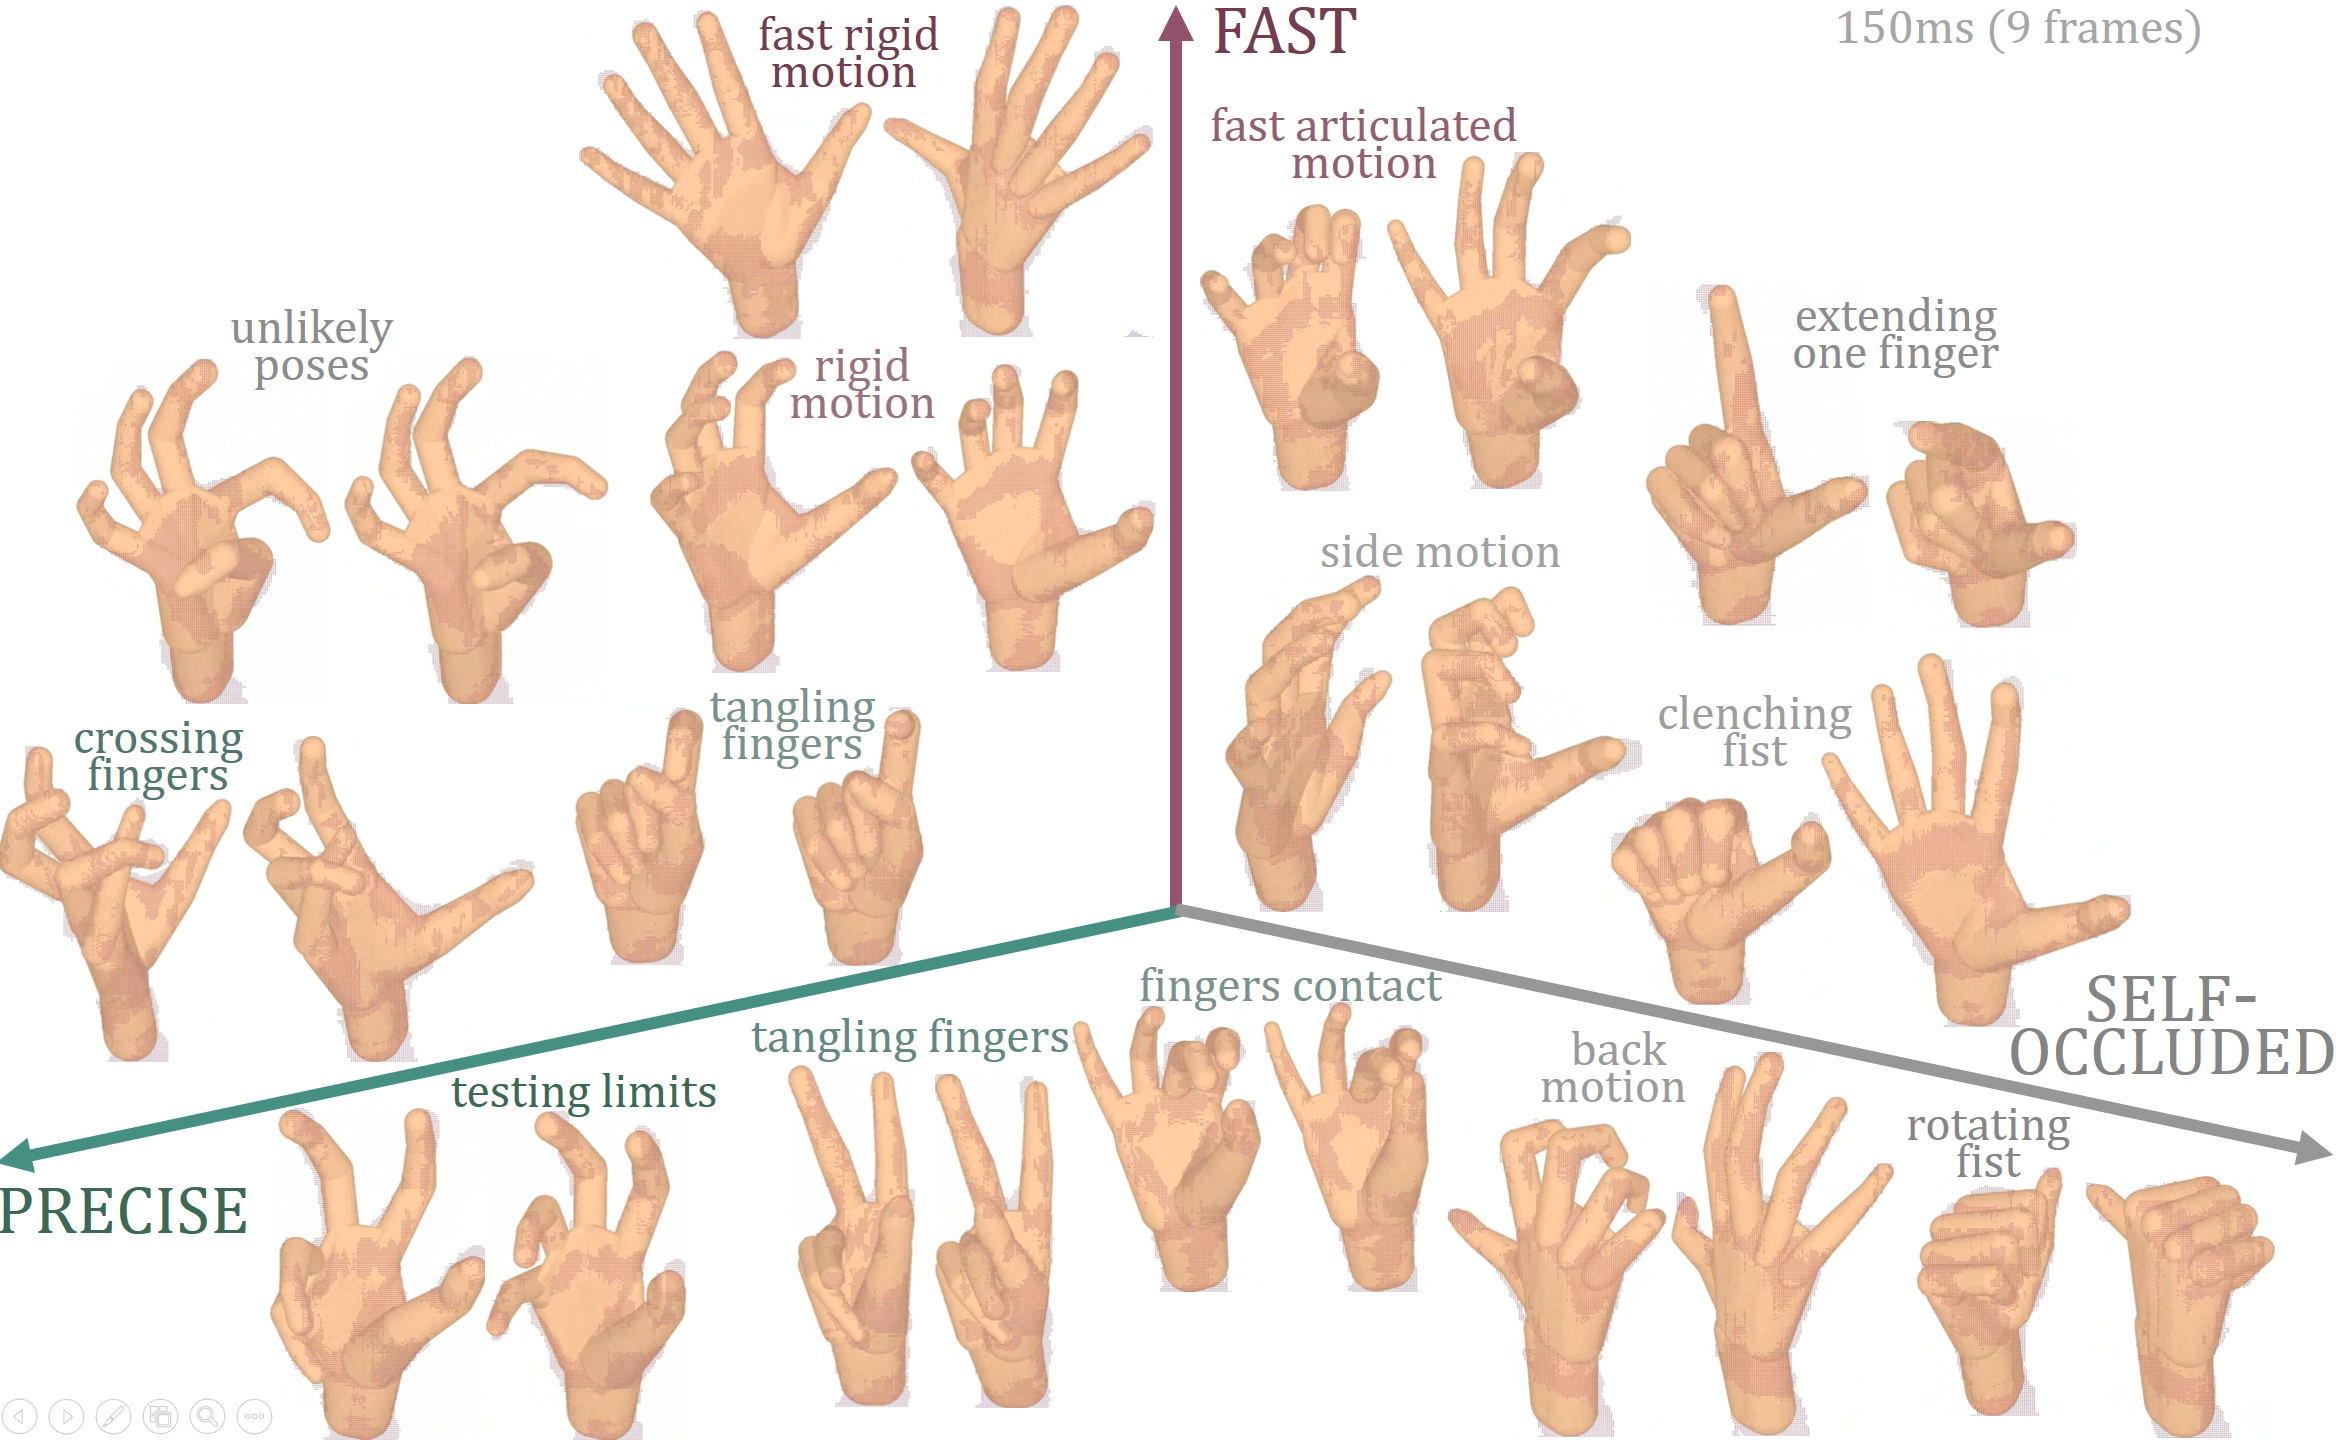 FAST
150ms (9 frames)
fast rigid
motion
fast articulated
motion
unlikely
poses
rigid
motion
extending
one finger
side motion
crossing
fingers
tangling
fingers
clenching
fist
fingers contact
SELF-
OCCLUDED
tangling fingers
back
motion
testing limits
rotating
fist
PRECISE